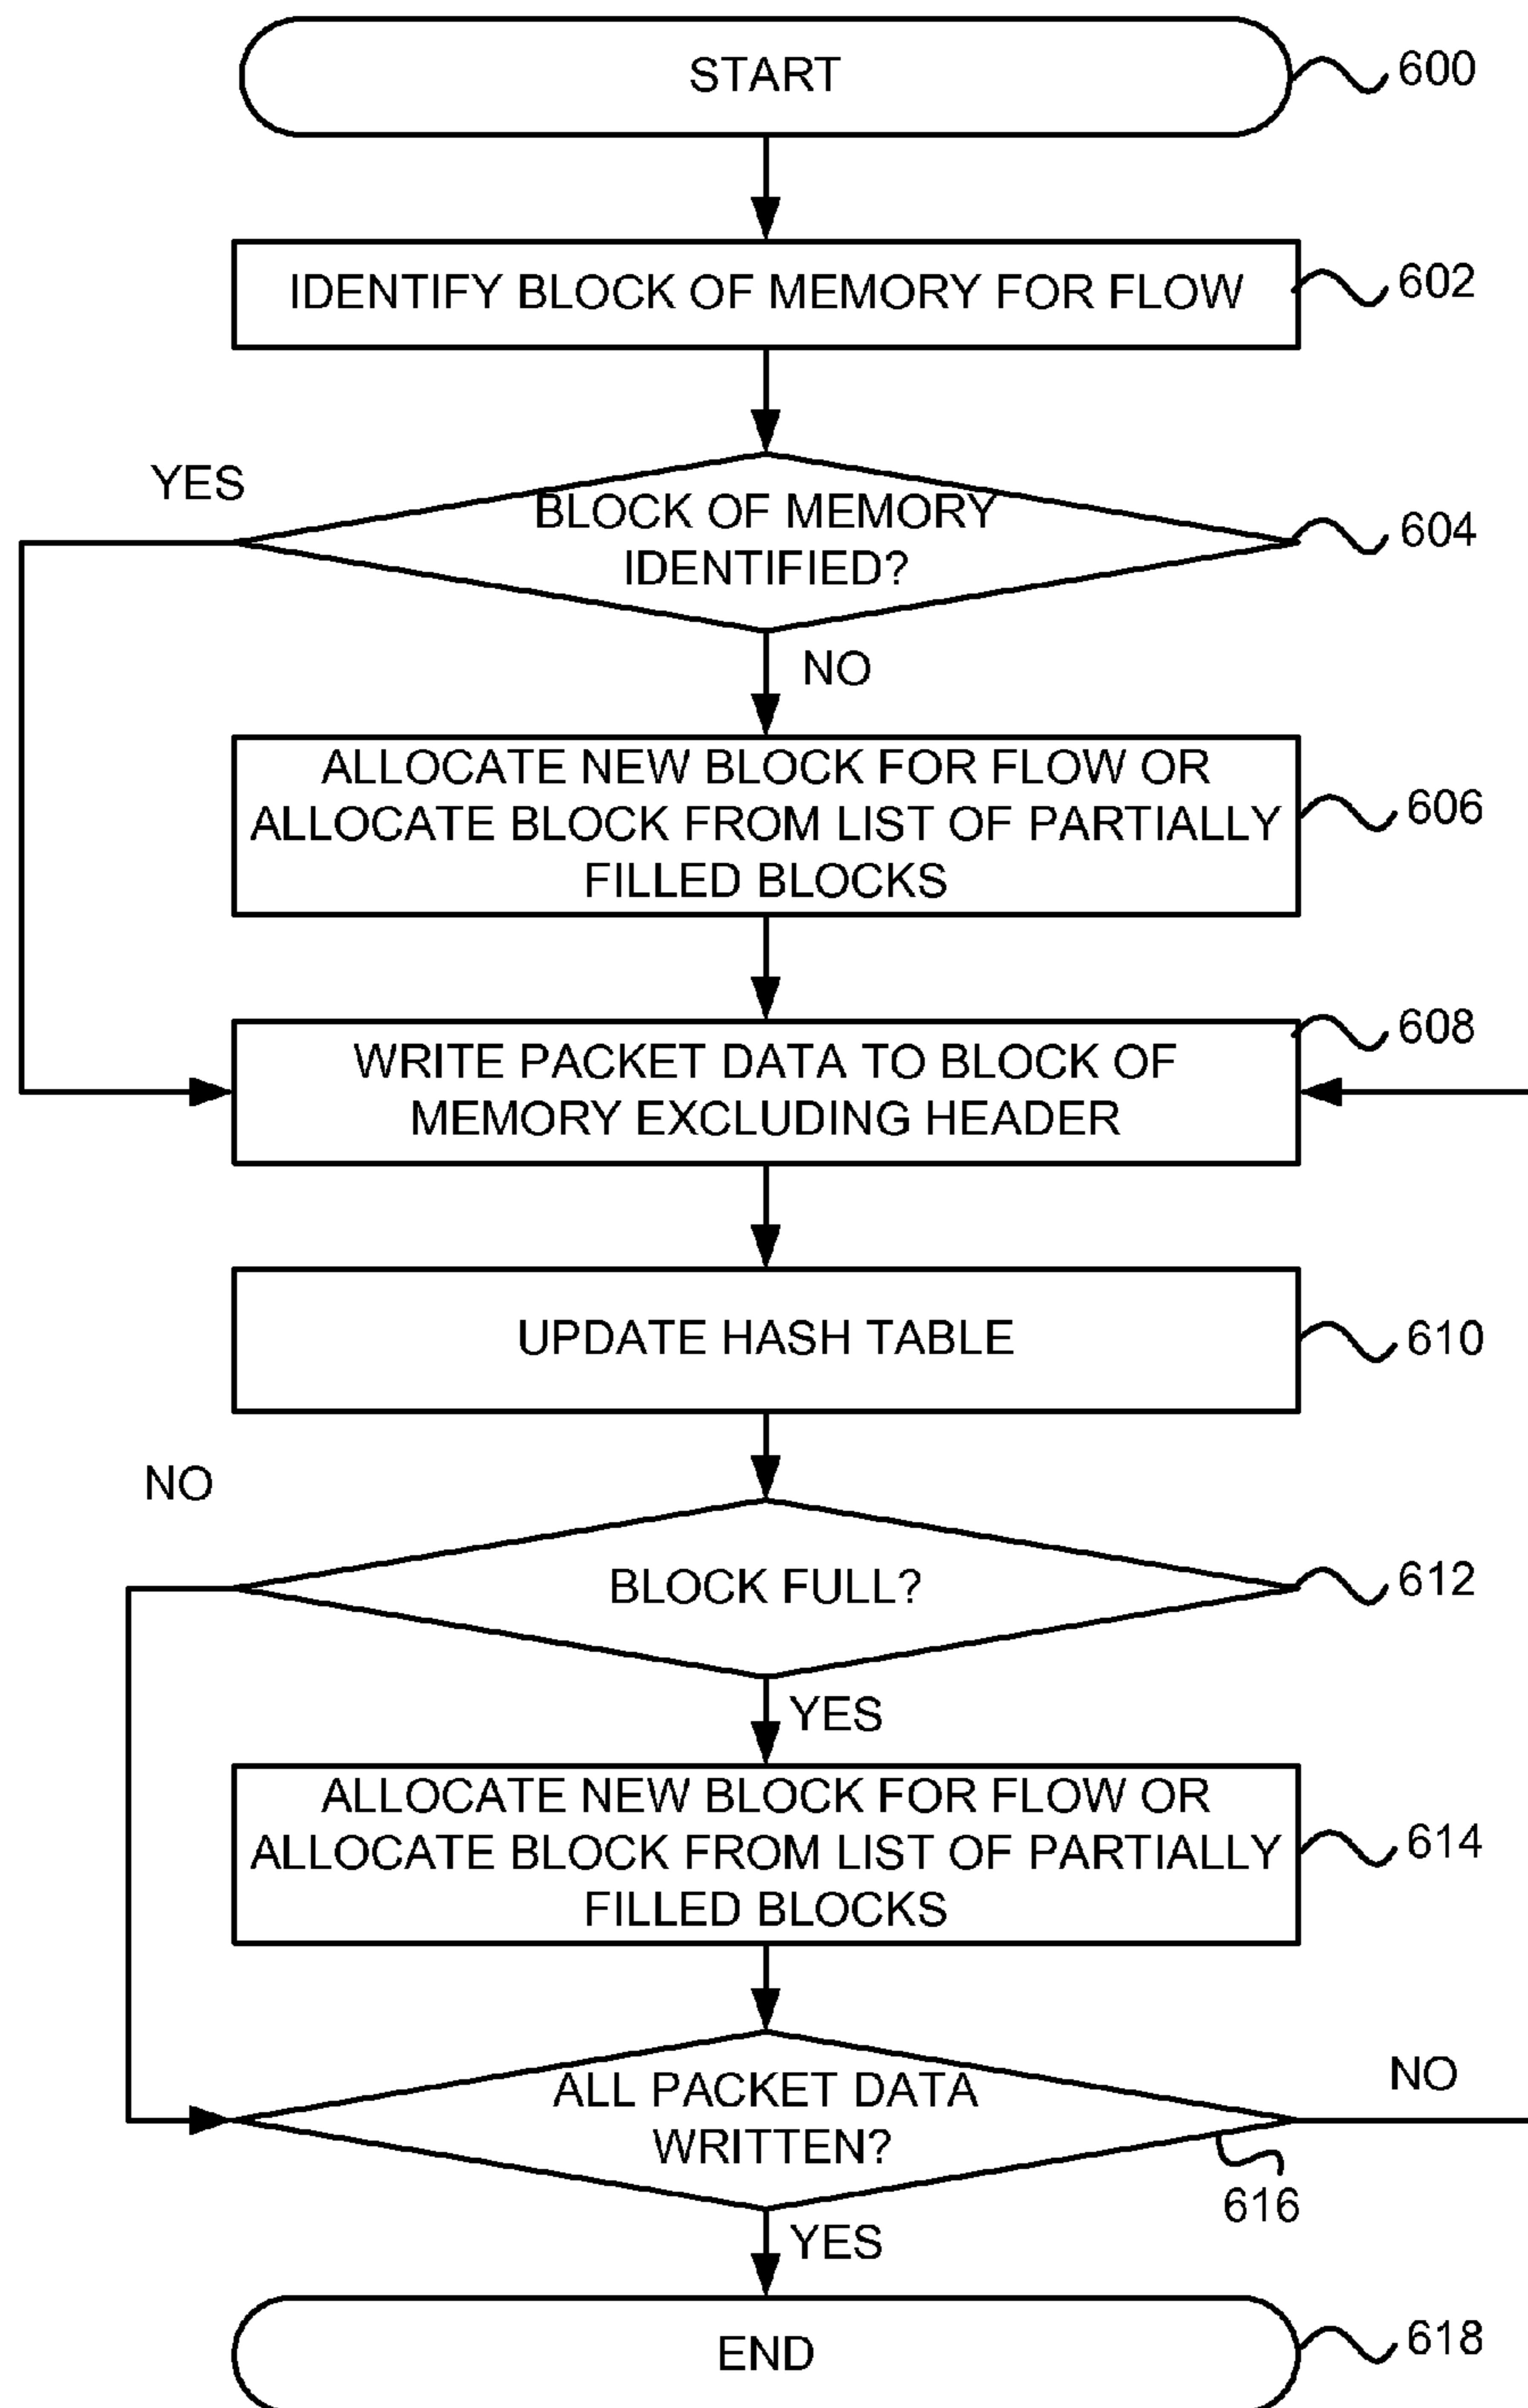 START
600
IDENTIFY BLOCK OF MEMORY FOR FLOW
602
YES
BLOCK OF MEMORY
IDENTIFIED?
604
NO
ALLOCATE NEW BLOCK FOR FLOW OR
ALLOCATE BLOCK FROM LIST OF PARTIALLY
FILLED BLOCKS
606
WRITE PACKET DATA TO BLOCK OF
MEMORY EXCLUDING HEADER
608
UPDATE HASH TABLE
610
NO
BLOCK FULL?
612
YES
ALLOCATE NEW BLOCK FOR FLOW OR
ALLOCATE BLOCK FROM LIST OF PARTIALLY
FILLED BLOCKS
614
ALL PACKET DATA
WRITTEN?
NO
616
YES
END
618